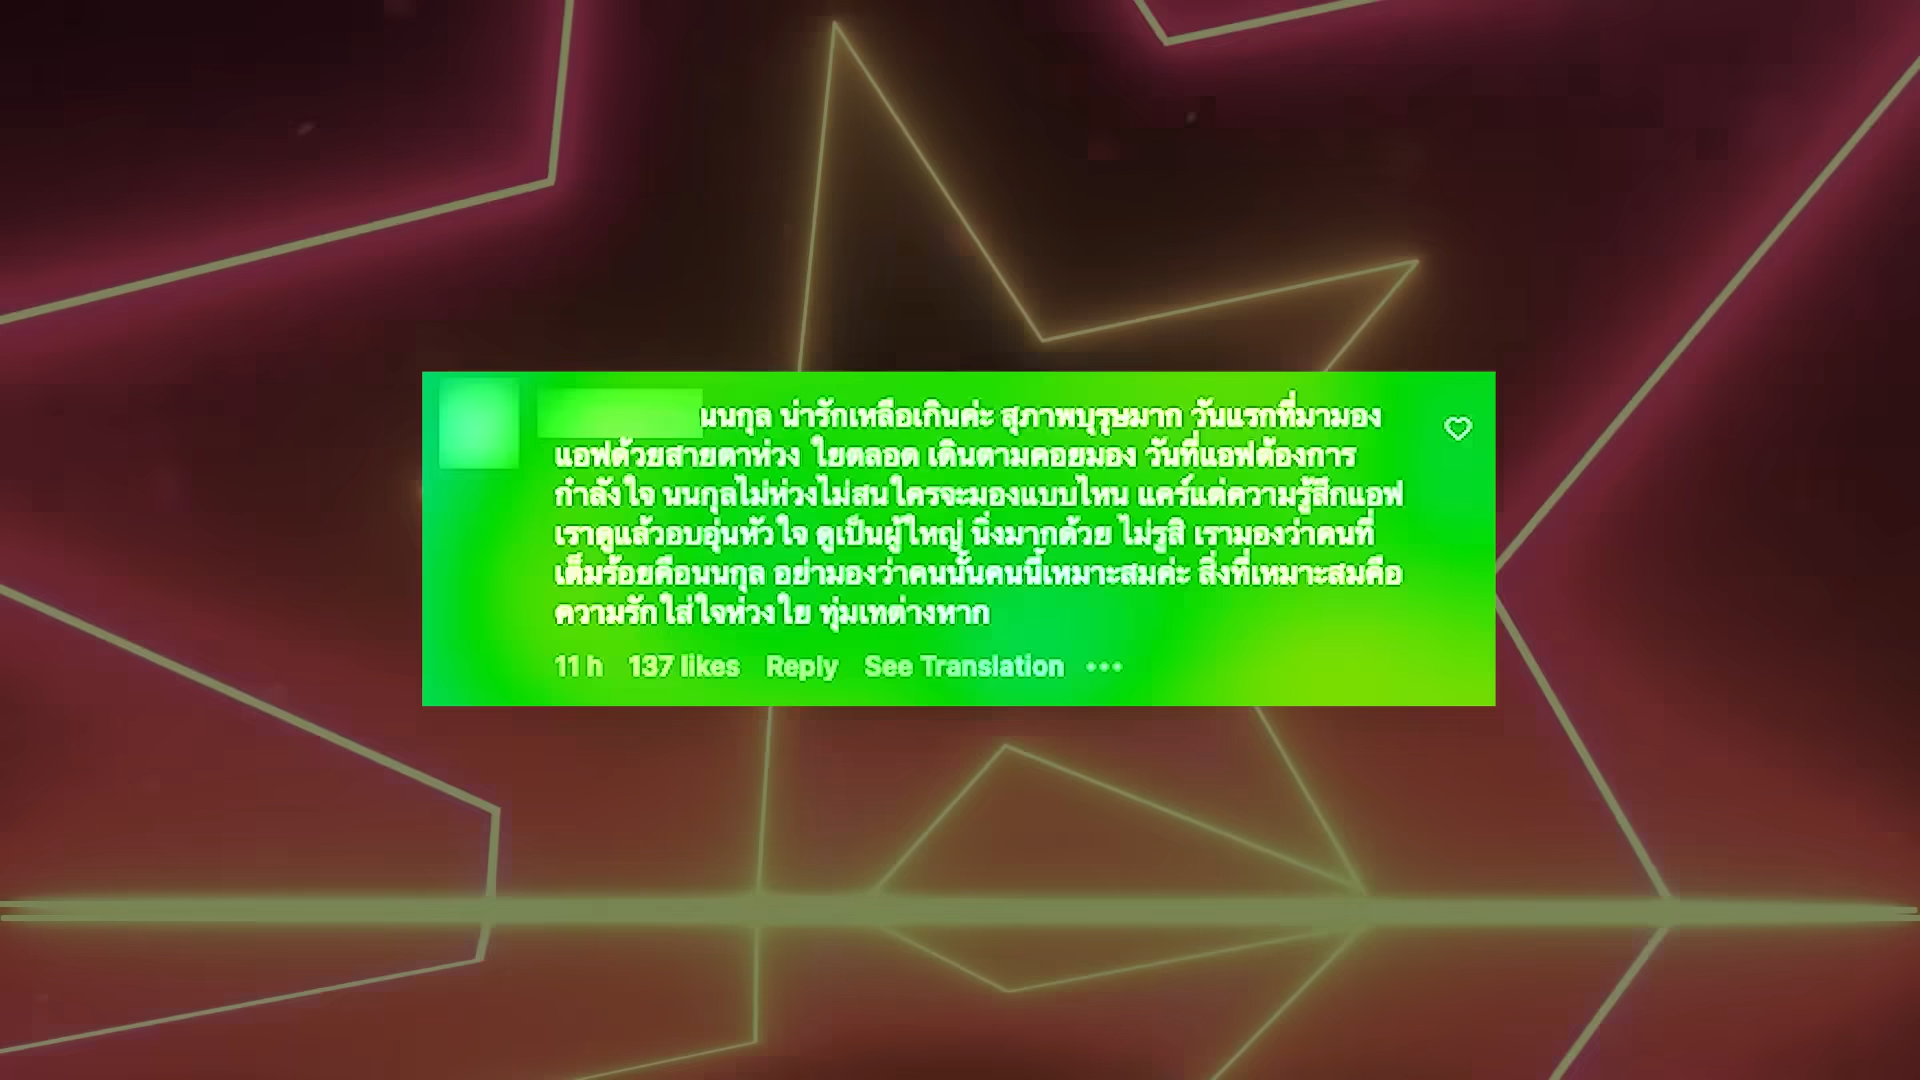 นนกุล น่ารักเหลือเกินค่ะ สุภาพบุรุษมาก วันแรกที่มามอง
แอฟด้วยสายตาห่วง ใยตลอด เดินตามคอยมอง วันที่แอฟต้องการ
กำลังใจ นนกุลไม่ห่วงไม่สนใครจะมองแบบไหน แคร์แต่ความรู้สึกแอฟ
เราดูแล้วอบอุ่นหัวใจ ดูเป็นผู้ใหญ่ นิ่งมากด้วย ไม่รูสิ เรามองว่าคนที่
เต็มร้อยคือนนกุล อย่ามองว่าคนนั้นคนนี้เหมาะสมค่ะ สิ่งที่เหมาะสมคือ
ความรักใส่ใจห่วงใย ทุ่มเทต่างหาก
11 h 137 likes Reply See Translation •••